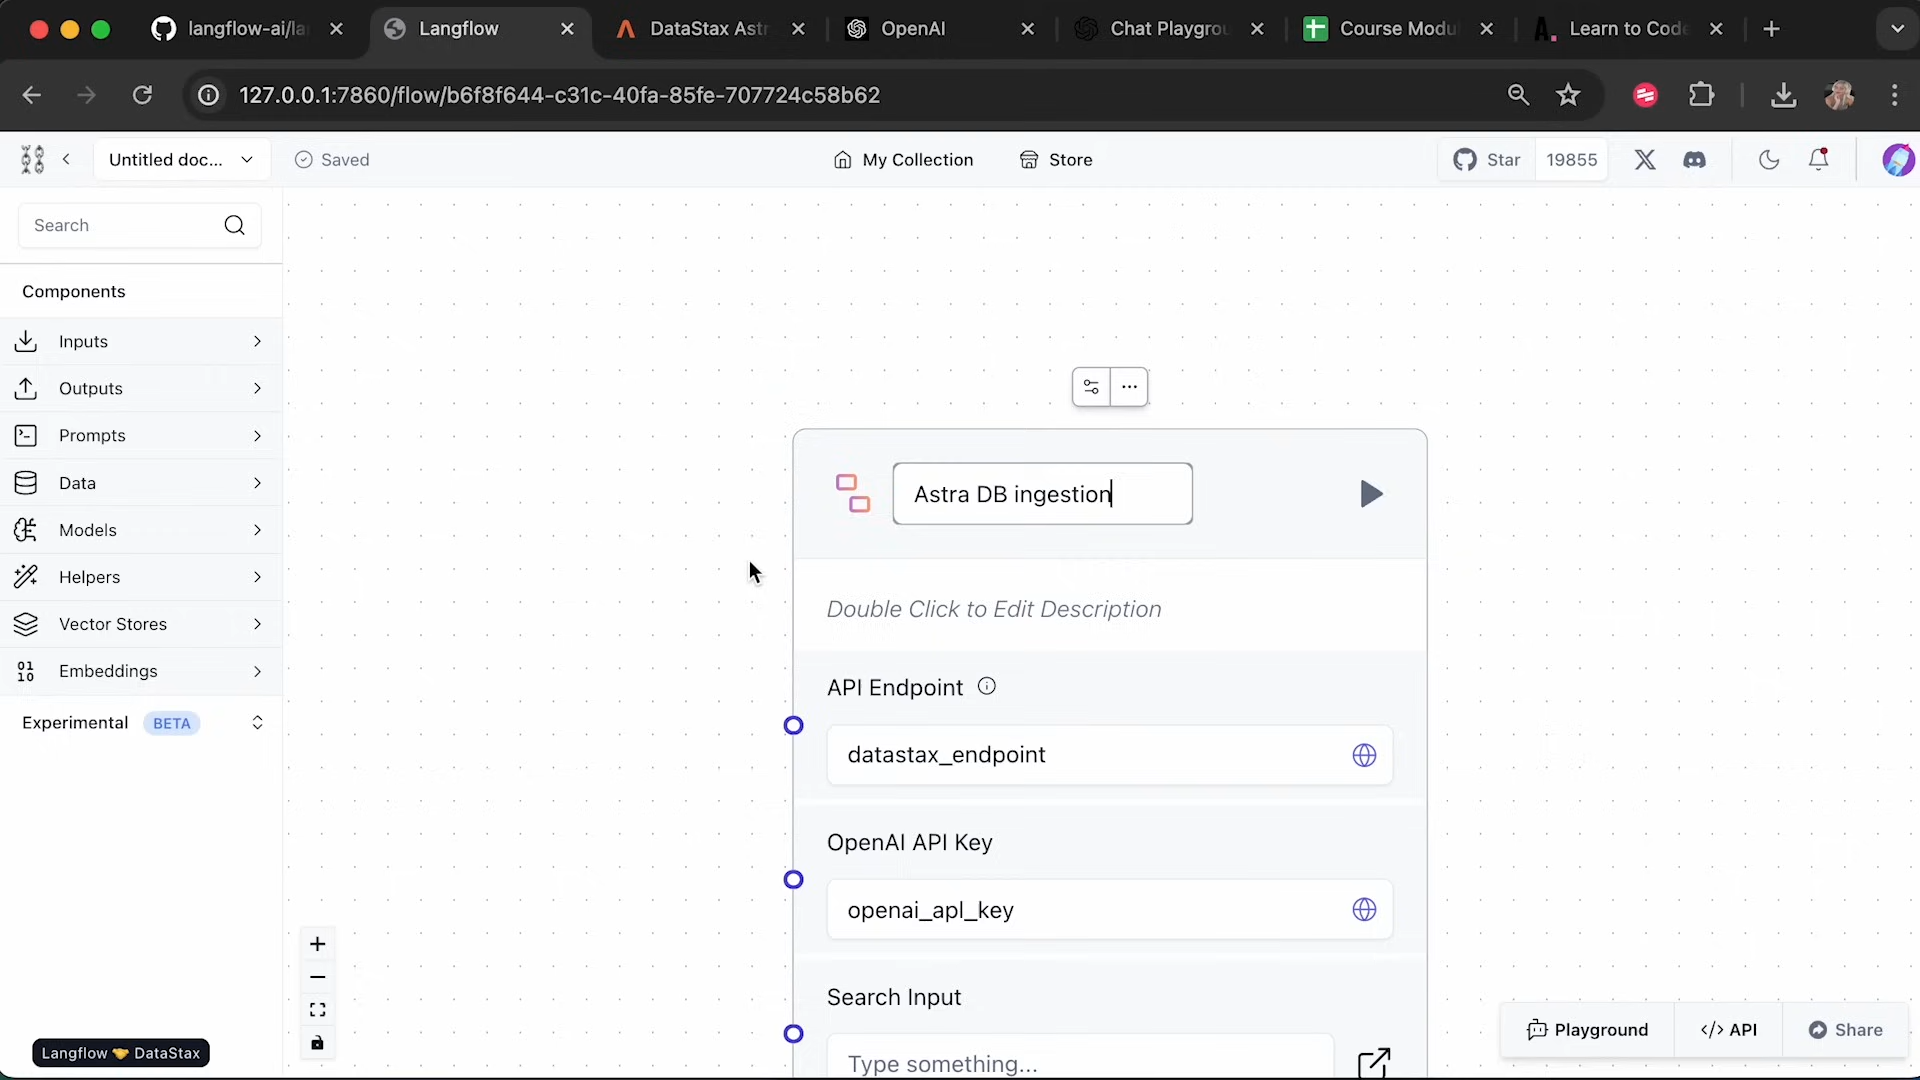 langflow-ai/la
Langflow
DataStax Astr
OpenAI
Chat Playgrou
Course Modu
Learn to Code
127.0.0.1:7860/flow/b6f8f644-c31c-40fa-85fe-707724c58b62
Untitled doc...
Saved
My Collection
Store
Star
19855
Search
Components
Inputs
Outputs
Prompts
Data
Models
Helpers
Vector Stores
Embeddings
Experimental BETA
Astra DB ingestion
Double Click to Edit Description
API Endpoint
datastax_endpoint
OpenAI API Key
openai_apl_key
Search Input
Type something...
Playground
</> API
Share
Langflow 🤝 DataStax